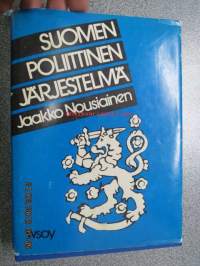 SUOMEN
POLIITTINEN
JÄRJESTELMÄ
Jaakko Nousiainen
wsoy